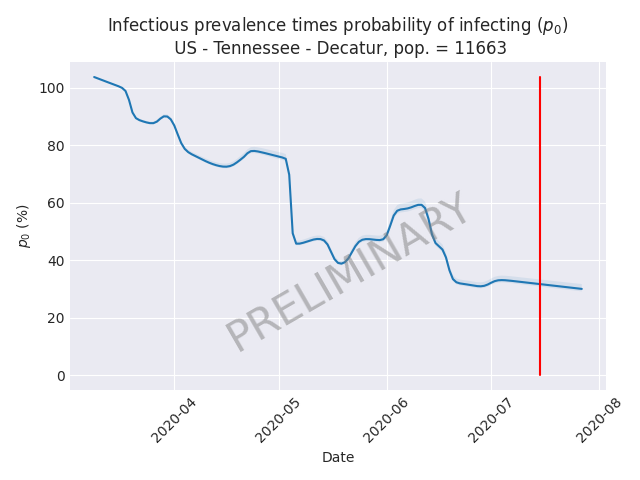 Infectious prevalence times probability of infecting (p₀)
US - Tennessee - Decatur, pop. = 11663
100
80
60
40
20
0
p₀ (%)
PRELIMINARY
2020-04
2020-05
2020-06
2020-07
2020-08
Date